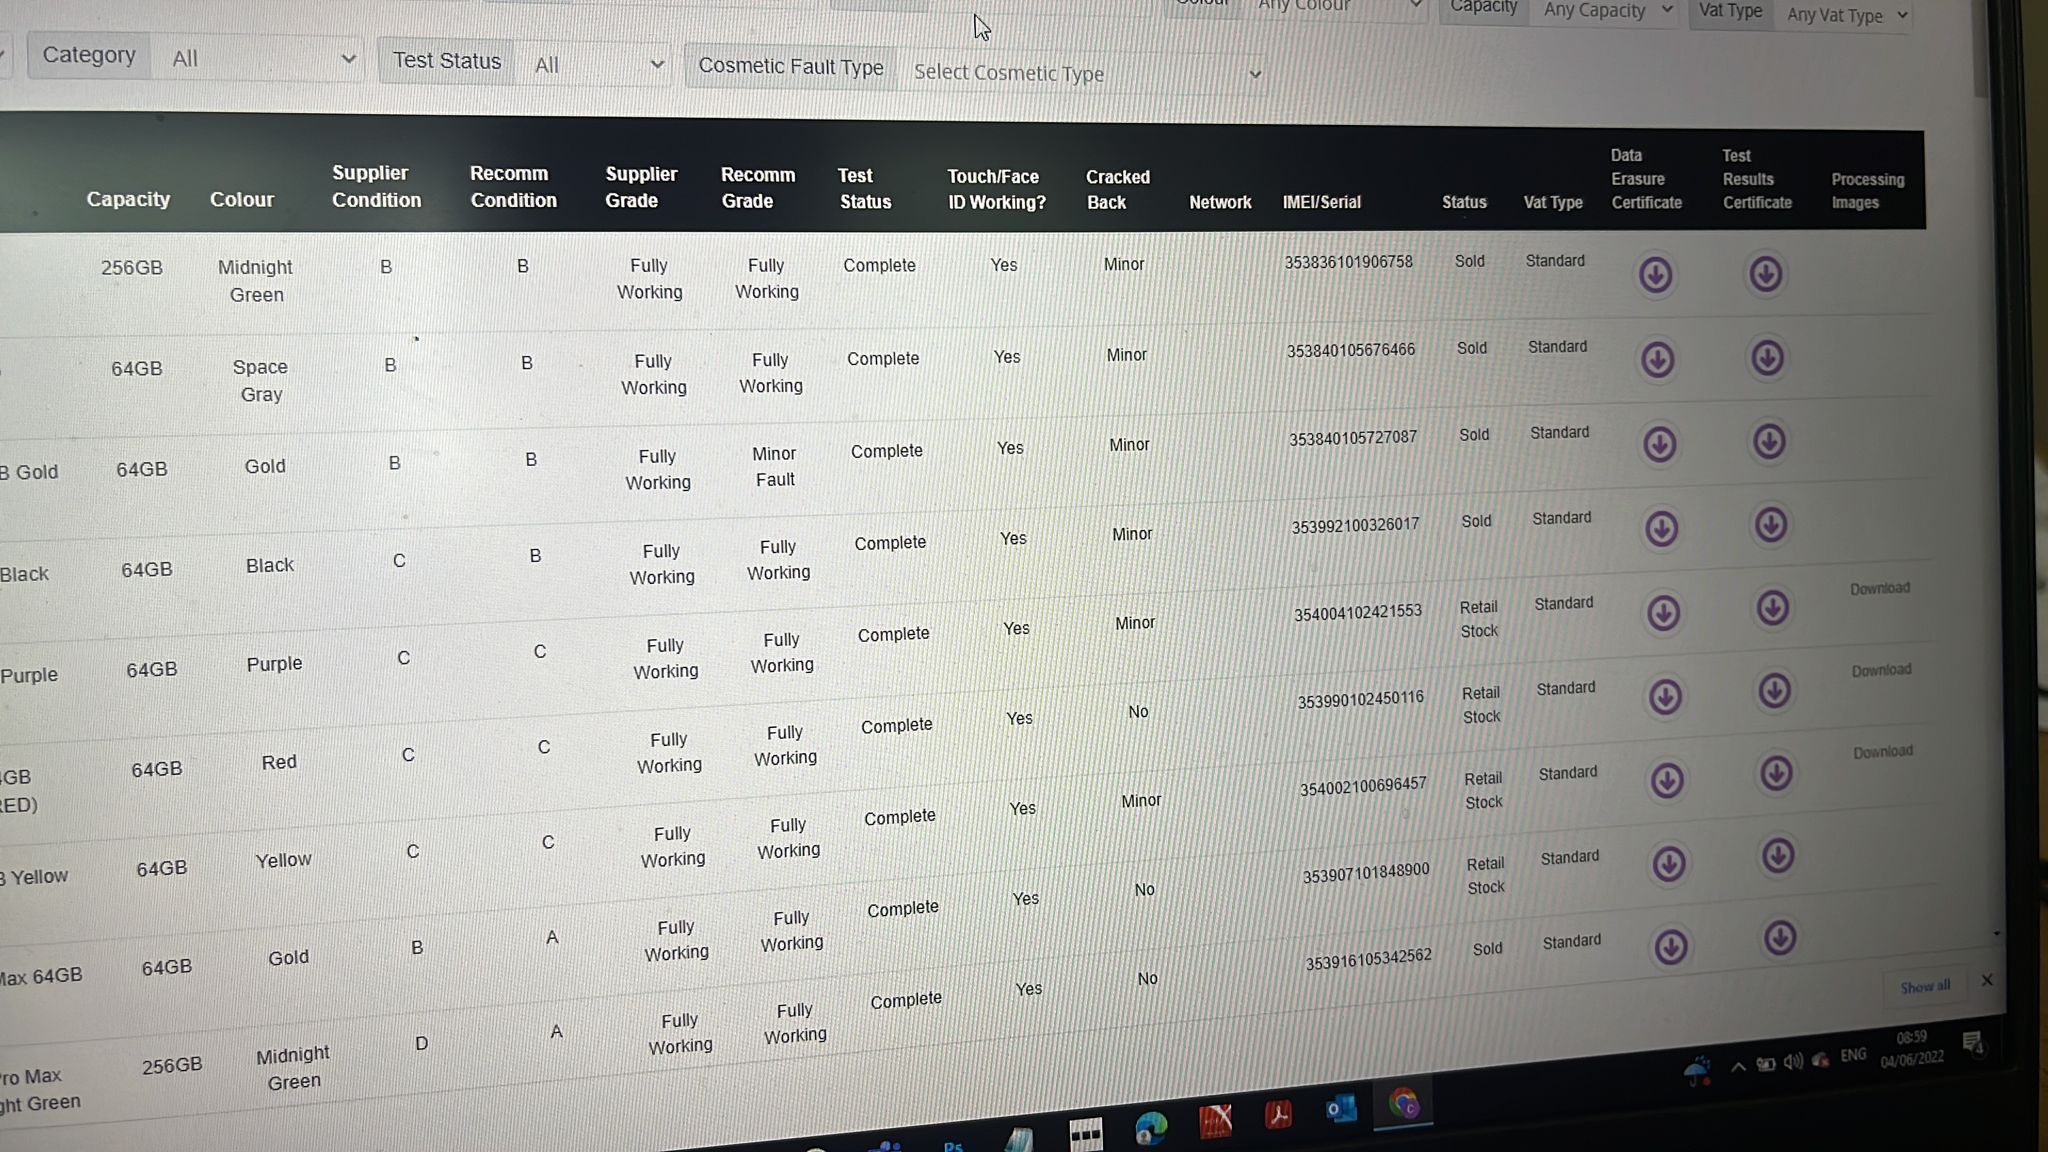 Any Colour
Capacity Any Capacity Vat Type Any Vat Type
Category All Test Status All Cosmetic Fault Type Select Cosmetic Type
Capacity Colour Supplier Condition Recomm Condition Supplier Grade Recomm Grade Test Status Touch/Face ID Working? Cracked Back Network IMEI/Serial Status Vat Type Data Erasure Certificate Test Results Certificate Processing Images
256GB Midnight Green B B Fully Working Fully Working Complete Yes Minor 353836101906758 Sold Standard
64GB Space Gray B B Fully Working Fully Working Complete Yes Minor 353840105676466 Sold Standard
B Gold 64GB Gold B B Fully Working Minor Fault Complete Yes Minor 353840105727087 Sold Standard
Black 64GB Black C B Fully Working Fully Working Complete Yes Minor 353992100326017 Sold Standard
Purple 64GB Purple C C Fully Working Fully Working Complete Yes Minor 354004102421553 Retail Stock Standard Download
GB RED) 64GB Red C C Fully Working Fully Working Complete Yes No 353990102450116 Retail Stock Standard Download
B Yellow 64GB Yellow C C Fully Working Fully Working Complete Yes Minor 354002100696457 Retail Stock Standard Download
Max 64GB 64GB Gold B A Fully Working Fully Working Complete Yes No 353907101848900 Retail Stock Standard
ro Max ght Green 256GB Midnight Green D A Fully Working Fully Working Complete Yes No 353916105342562 Sold Standard
Show all
ENG 08:59
04/06/2022
4
Ps